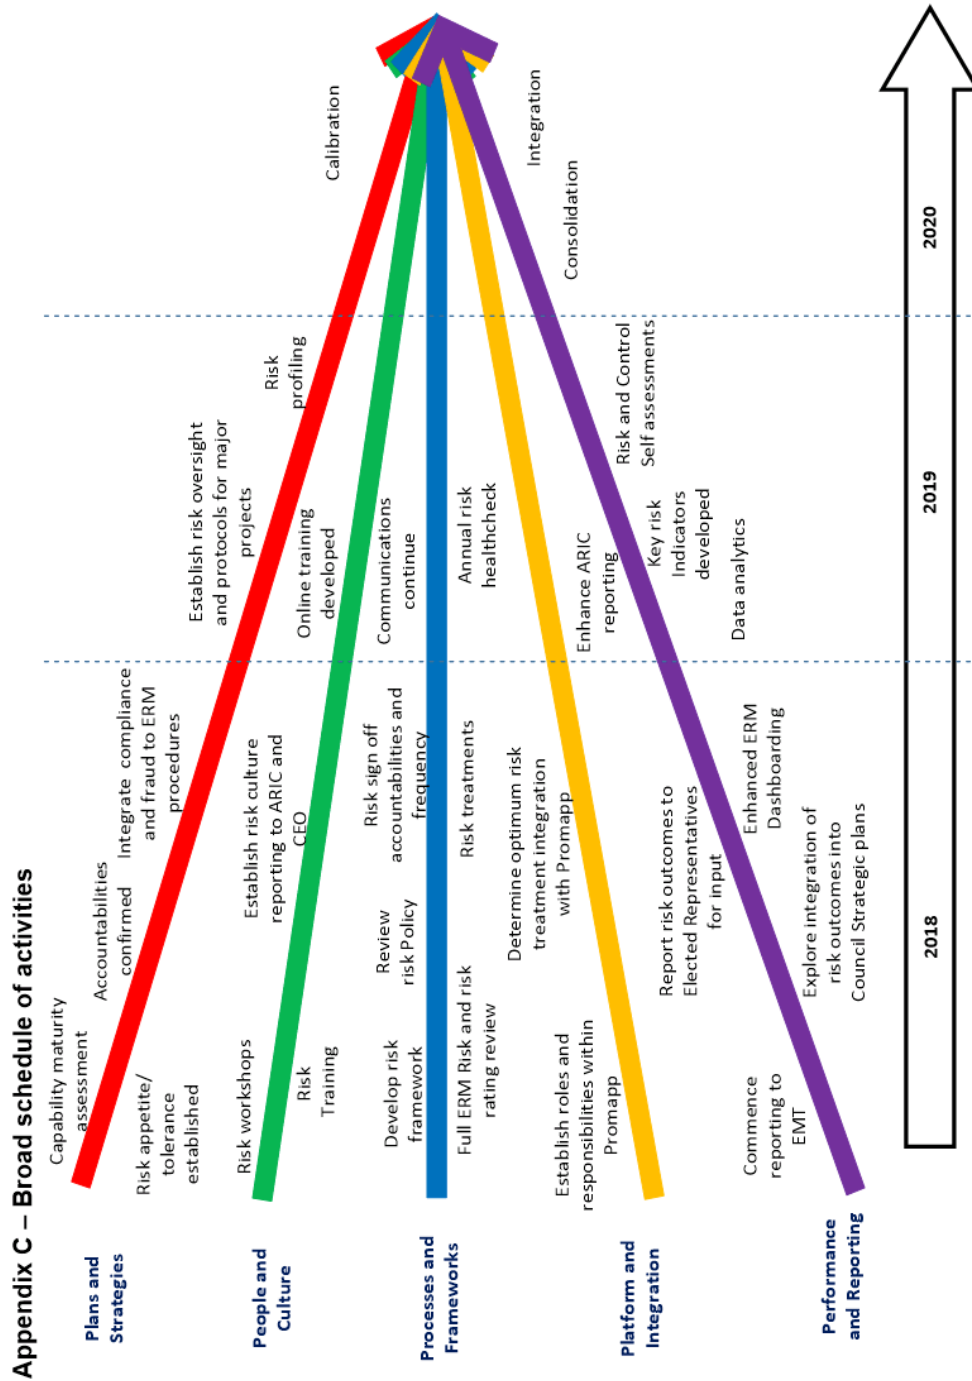 Appendix C – Broad schedule of activities
Plans and
Strategies
Capability maturity
assessment
Risk appetite/
tolerance
established
Accountabilities
confirmed
Integrate compliance
and fraud to ERM
procedures
Establish risk oversight
and protocols for major
projects
Risk
profiling
Calibration
People and
Culture
Risk workshops
Risk
Training
Establish risk culture
reporting to ARIC and
CEO
Online training
developed
Communications
continue
Processes and
Frameworks
Develop risk
framework
Full ERM Risk and risk
rating review
Review
risk Policy
Risk sign off
accountabilities and
frequency
Risk treatments
Annual risk
healthcheck
Platform and
Integration
Establish roles and
responsibilities within
Promapp
Determine optimum risk
treatment integration
with Promapp
Enhance ARIC
reporting
Integration
Consolidation
Performance
and Reporting
Commence
reporting to
EMT
Report risk outcomes to
Elected Representatives
for input
Explore integration of
risk outcomes into
Council Strategic plans
Enhanced ERM
Dashboarding
Key risk
Indicators
developed
Data analytics
Risk and Control
Self assessments
2018
2019
2020